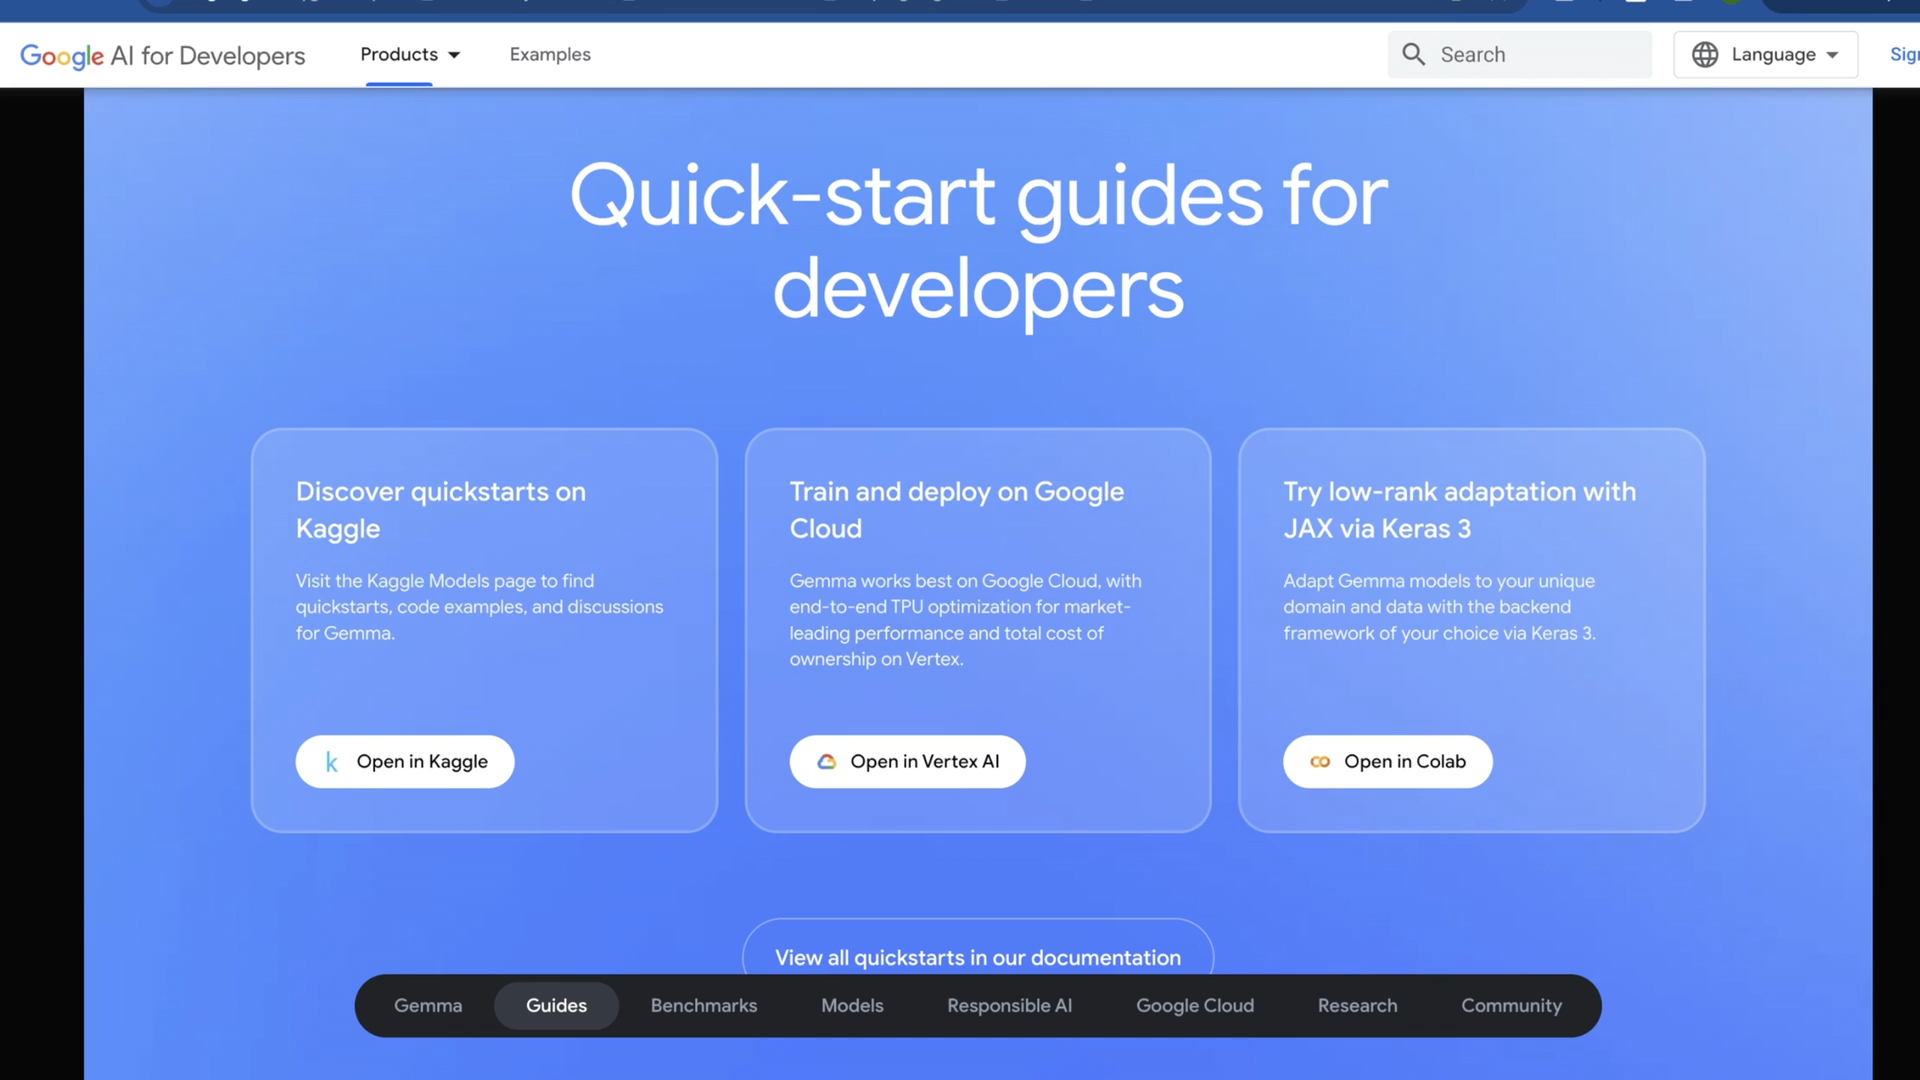 Google AI for Developers
Products
Examples
Search
Language
Quick-start guides for
developers
Discover quickstarts on
Kaggle
Visit the Kaggle Models page to find
quickstarts, code examples, and discussions
for Gemma.
Open in Kaggle
Train and deploy on Google
Cloud
Gemma works best on Google Cloud, with
end-to-end TPU optimization for market-
leading performance and total cost of
ownership on Vertex.
Open in Vertex AI
Try low-rank adaptation with
JAX via Keras 3
Adapt Gemma models to your unique
domain and data with the backend
framework of your choice via Keras 3.
Open in Colab
View all quickstarts in our documentation
Gemma
Guides
Benchmarks
Models
Responsible AI
Google Cloud
Research
Community